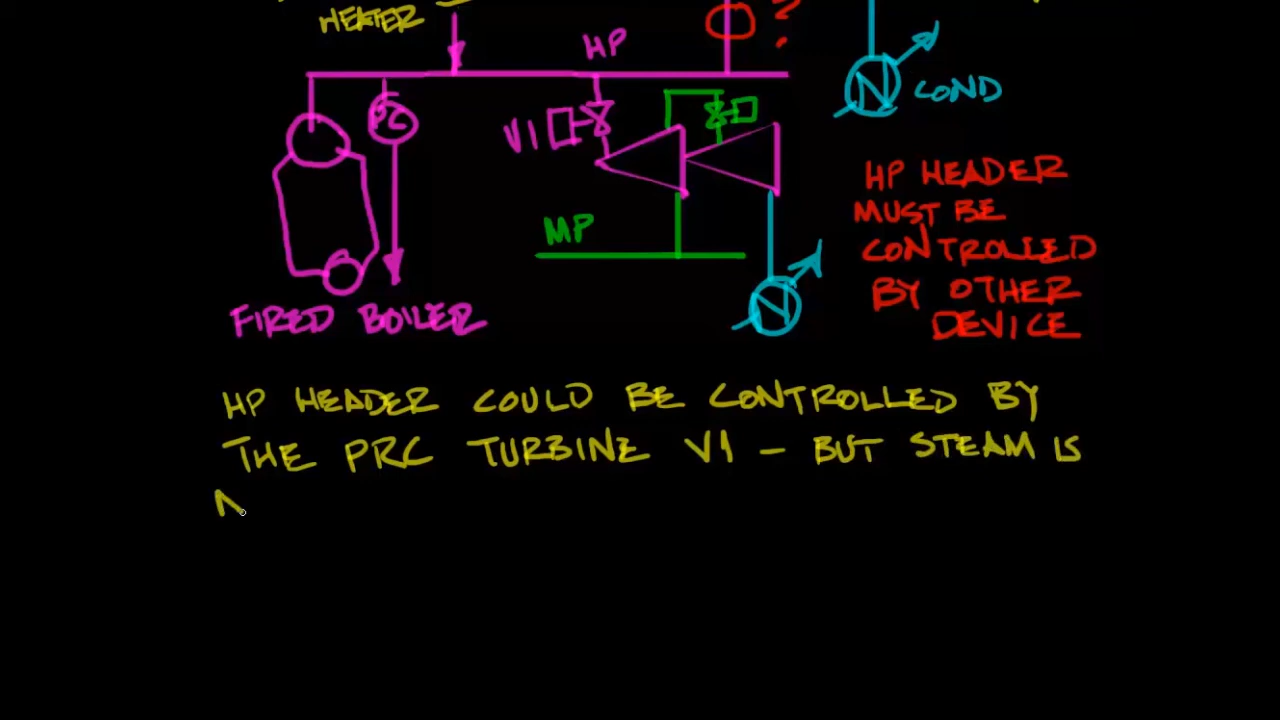 HEATER
?
HP
PC
V1
COND
MP
HP HEADER
MUST BE
CONTROLLED
BY OTHER
DEVICE
FIRED BOILER
HP HEADER COULD BE CONTROLLED BY
THE PRC TURBINE V1 – BUT STEAM IS